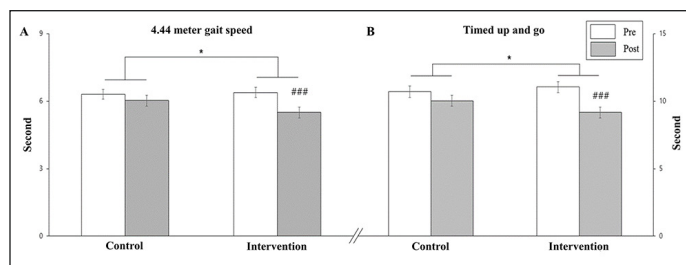 A 4.44 meter gait speed
B Timed up and go
Pre
Post
9
6
3
0
Second
*
###
Control
Intervention
*
###
Control
Intervention
15
10
5
0
Second